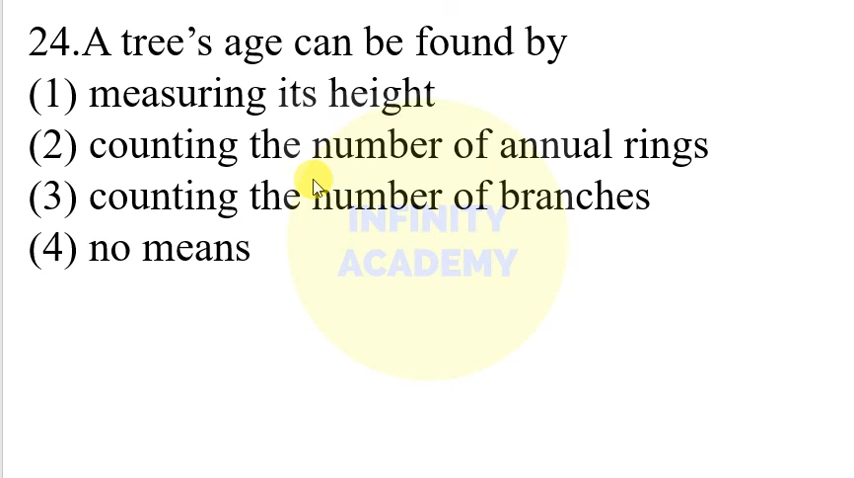 24.A tree’s age can be found by
(1) measuring its height
(2) counting the number of annual rings
(3) counting the number of branches
(4) no means
INFINITY
ACADEMY